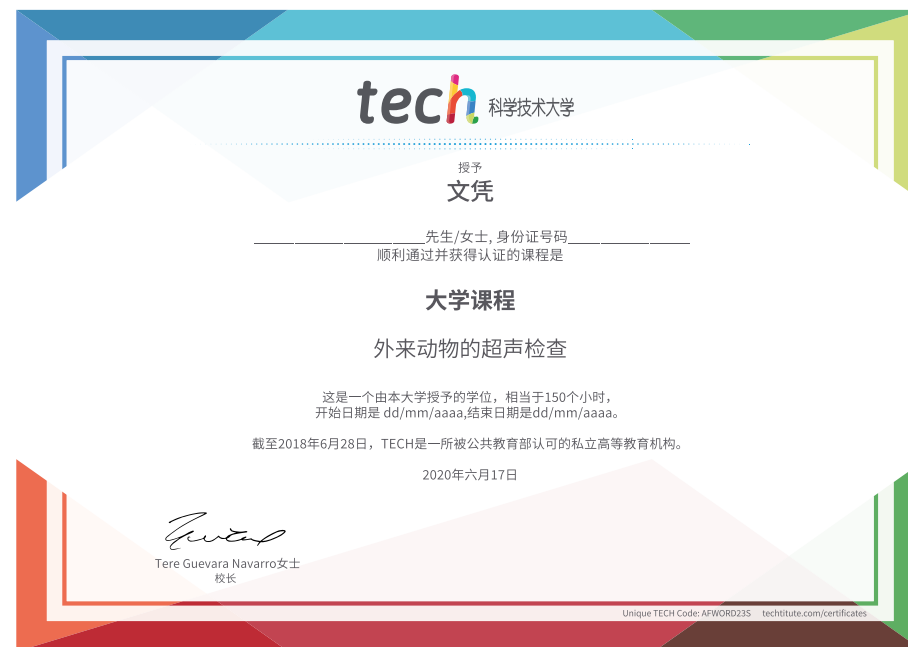 tech 科学技术大学
授予
文凭
____________________先生/女士, 身份证号码______________
顺利通过并获得认证的课程是
大学课程
外来动物的超声检查
这是一个由本大学授予的学位，相当于150个小时，
开始日期是 dd/mm/aaaa,结束日期是dd/mm/aaaa。
截至2018年6月28日，TECH是一所被公共教育部认可的私立高等教育机构。
2020年六月17日
Tere Guevara Navarro女士
校长
Unique TECH Code: AFWORD23S techtitute.com/certificates